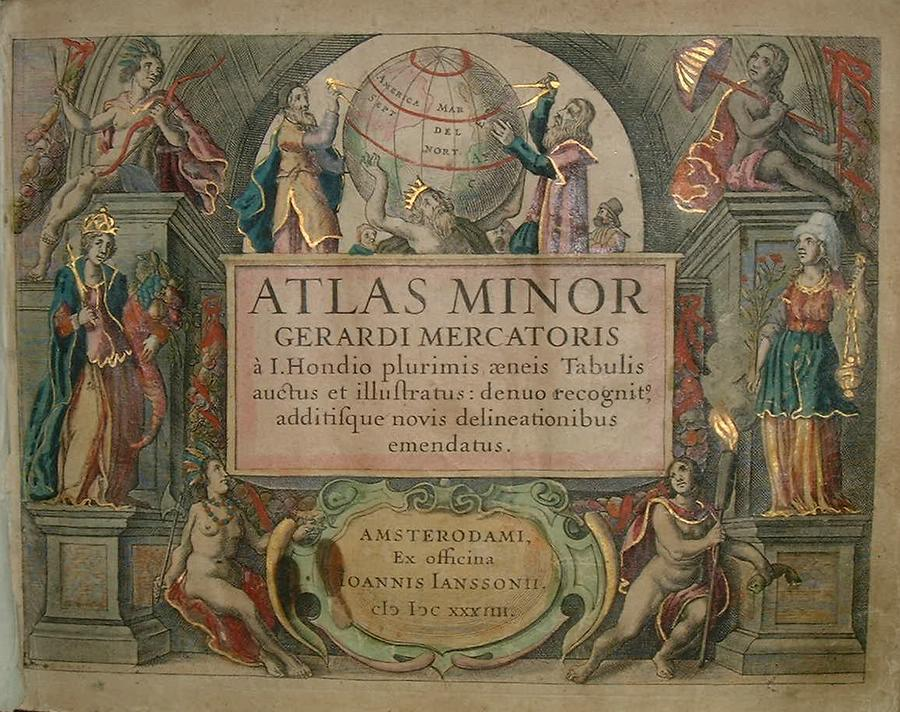 AMERICA
SEPT
MAR
DEL
NORT.
ATLAS MINOR
GERARDI MERCATORIS
à I.Hondio plurimis æneis Tabulis
auctus et illuſtratus: denuo recognitꝰ,
additiſque novis delineationibus
emendatus.
AMSTERODAMI,
Ex officina
IOANNIS IANSSONII.
cIↃ IↃC XXXIIII.